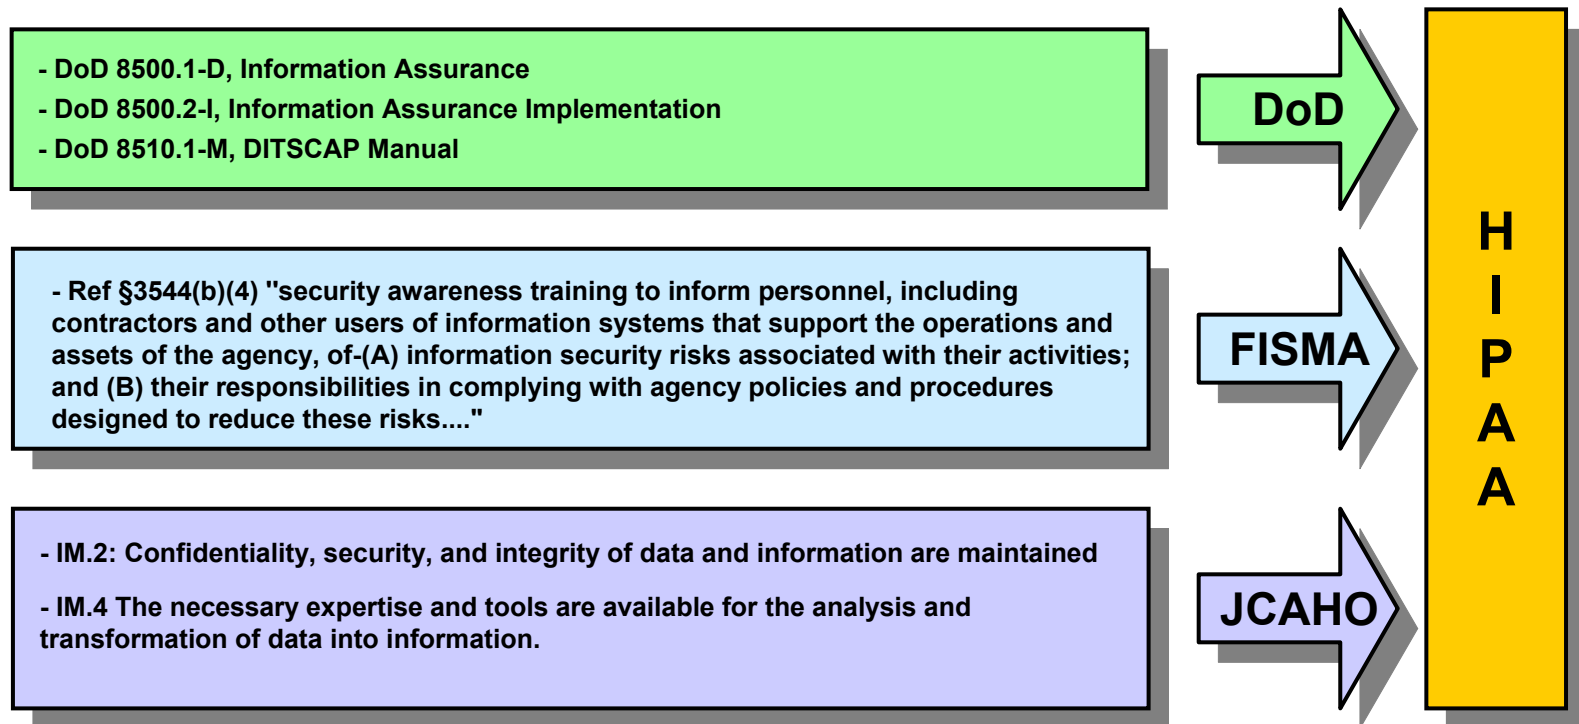 - DoD 8500.1-D, Information Assurance
- DoD 8500.2-I, Information Assurance Implementation
- DoD 8510.1-M, DITSCAP Manual
DoD
- Ref §3544(b)(4) "security awareness training to inform personnel, including
contractors and other users of information systems that support the operations and
assets of the agency, of-(A) information security risks associated with their activities;
and (B) their responsibilities in complying with agency policies and procedures
designed to reduce these risks...."
FISMA
- IM.2: Confidentiality, security, and integrity of data and information are maintained
- IM.4 The necessary expertise and tools are available for the analysis and
transformation of data into information.
JCAHO
H
I
P
A
A